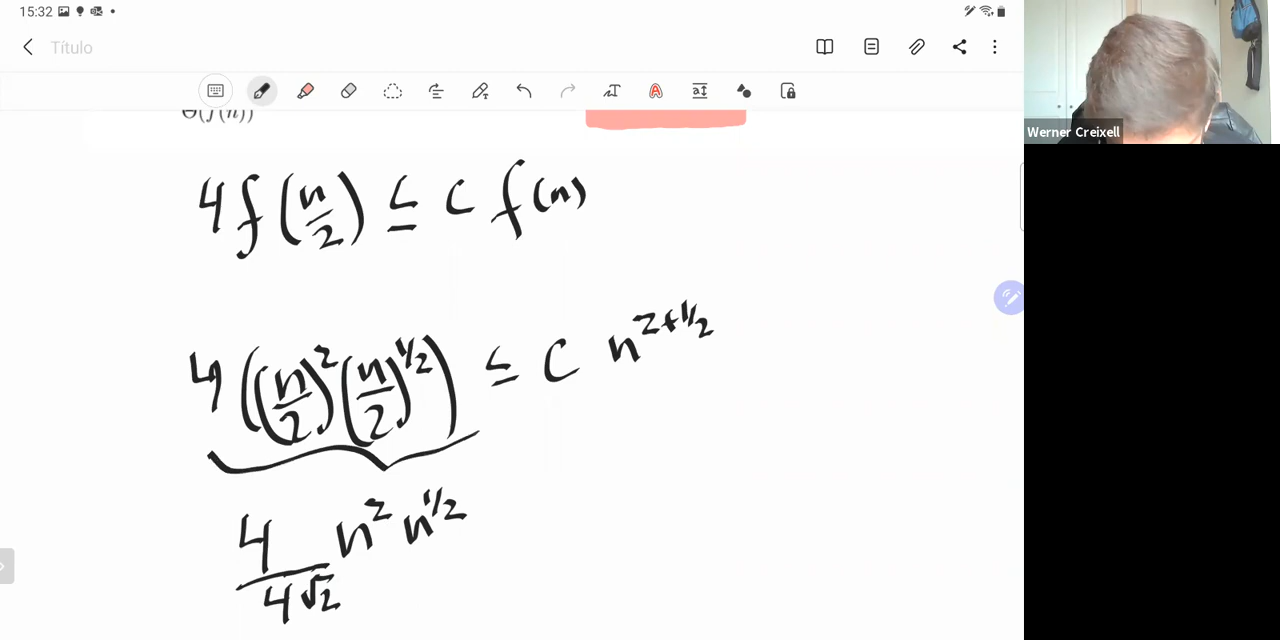 15:32
Título
Θ(f(n))
4 f(n/2) ≤ c f(n)
4((n/2)^2 (n/2)^1/2) ≤ C n^2+1/2
4/4√2 n^2 n^1/2
Werner Creixell